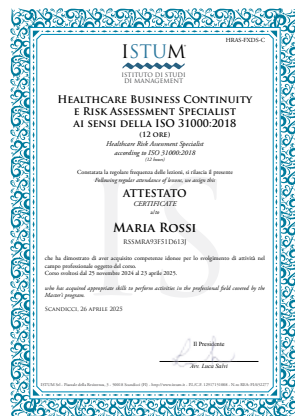 HRAS-FXDS-C
ISTUM®
ISTITUTO DI STUDI
DI MANAGEMENT
Healthcare Business Continuity
e Risk Assessment Specialist
ai sensi della ISO 31000:2018
(12 ORE)
Healthcare Risk Assessment Specialist
according to ISO 31000:2018
(12 hours)
Constatata la regolare frequenza delle lezioni, si rilascia il presente
Following regular attendance of lessons, we assign this
ATTESTATO
CERTIFICATE
a/to
Maria Rossi
RSSMRA93F51D613J
che ha dimostrato di aver acquisito competenze idonee per lo svolgimento di attività nel
campo professionale oggetto del corso.
Corso svoltosi dal 25 novembre 2024 al 23 aprile 2025.
who has acquired appropriate skills to perform activities in the professional field covered by the
Master's program.
Scandicci, 26 aprile 2025
Il Presidente
Avv. Luca Salvi
IS